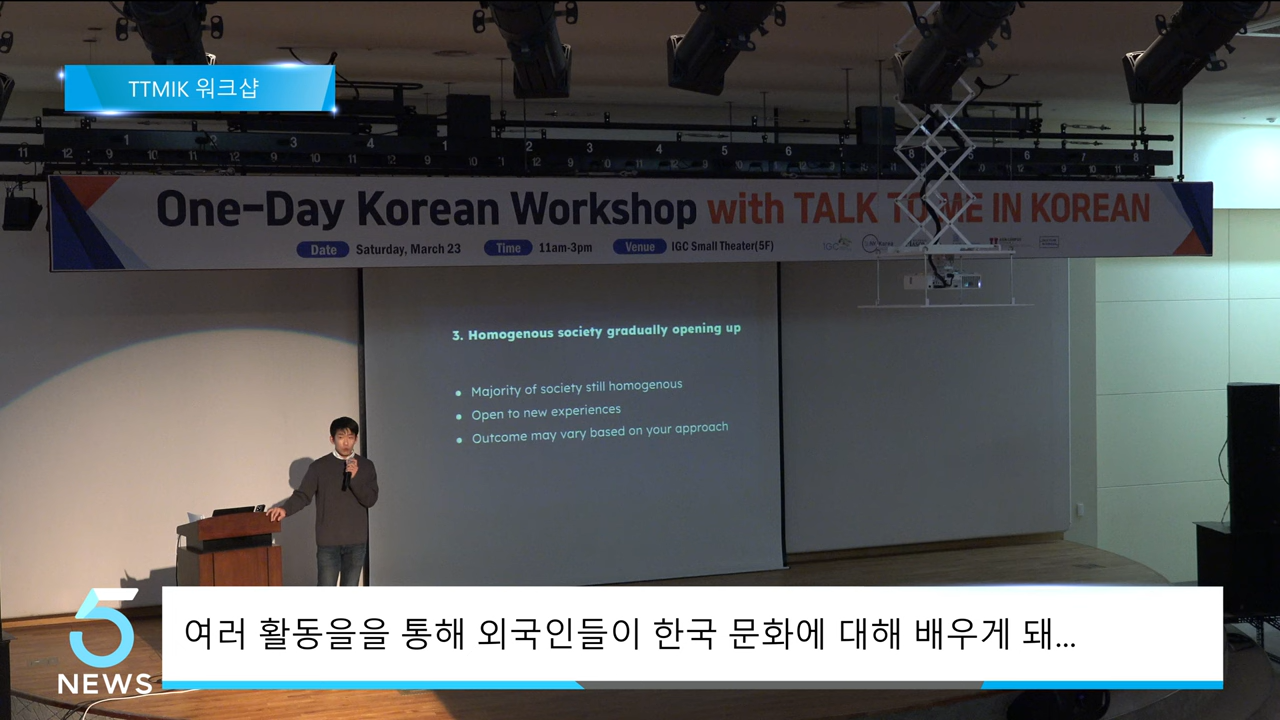 TTMIK 워크샵
One-Day Korean Workshop with TALK TO ME IN KOREAN
Date Saturday, March 23 Time 11am-3pm Venue IGC Small Theater(5F)
3. Homogenous society gradually opening up
• Majority of society still homogenous
• Open to new experiences
• Outcome may vary based on your approach
5
NEWS
여러 활동을을 통해 외국인들이 한국 문화에 대해 배우게 돼...